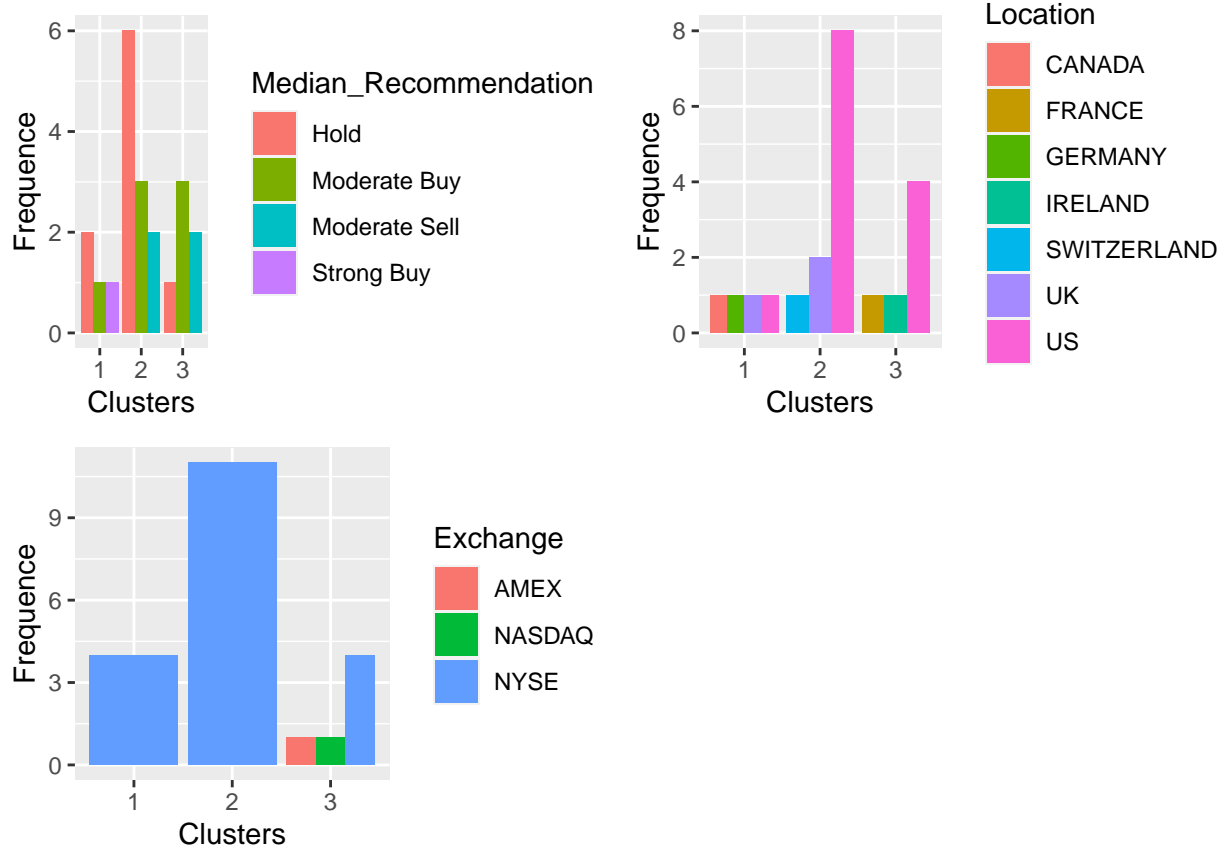 6
4
2
0
Frequence
1 2 3
Clusters
Median_Recommendation
Hold
Moderate Buy
Moderate Sell
Strong Buy
8
6
4
2
0
Frequence
1 2 3
Clusters
Location
CANADA
FRANCE
GERMANY
IRELAND
SWITZERLAND
UK
US
9
6
3
0
Frequence
1 2 3
Clusters
Exchange
AMEX
NASDAQ
NYSE